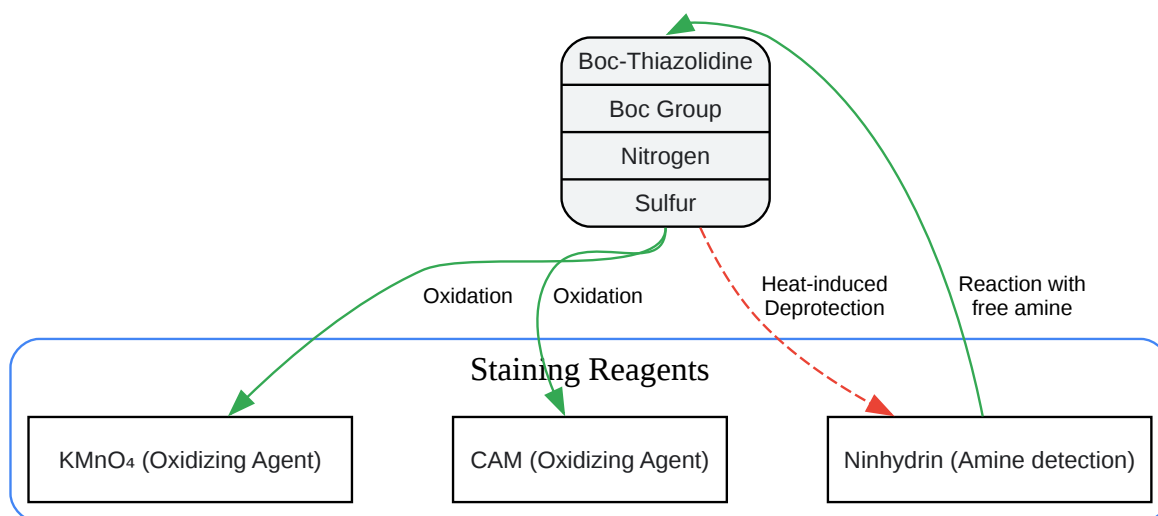 Boc-Thiazolidine
Boc Group
Nitrogen
Sulfur
Oxidation
Oxidation
Heat-induced
Deprotection
Reaction with
free amine
Staining Reagents
KMnO₄ (Oxidizing Agent)
CAM (Oxidizing Agent)
Ninhydrin (Amine detection)